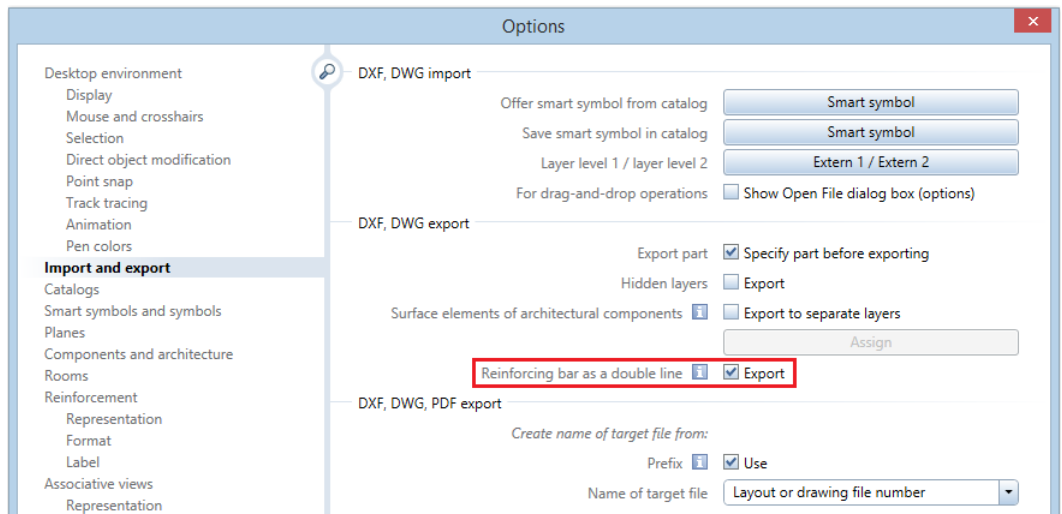 Options
Desktop environment
Display
Mouse and crosshairs
Selection
Direct object modification
Point snap
Track tracing
Animation
Pen colors
Import and export
Catalogs
Smart symbols and symbols
Planes
Components and architecture
Rooms
Reinforcement
Representation
Format
Label
Associative views
Representation
DXF, DWG import
Offer smart symbol from catalog Smart symbol
Save smart symbol in catalog Smart symbol
Layer level 1 / layer level 2 Extern 1 / Extern 2
For drag-and-drop operations Show Open File dialog box (options)
DXF, DWG export
Export part Specify part before exporting
Hidden layers Export
Surface elements of architectural components i Export to separate layers
Assign
Reinforcing bar as a double line i Export
DXF, DWG, PDF export
Create name of target file from:
Prefix i Use
Name of target file Layout or drawing file number